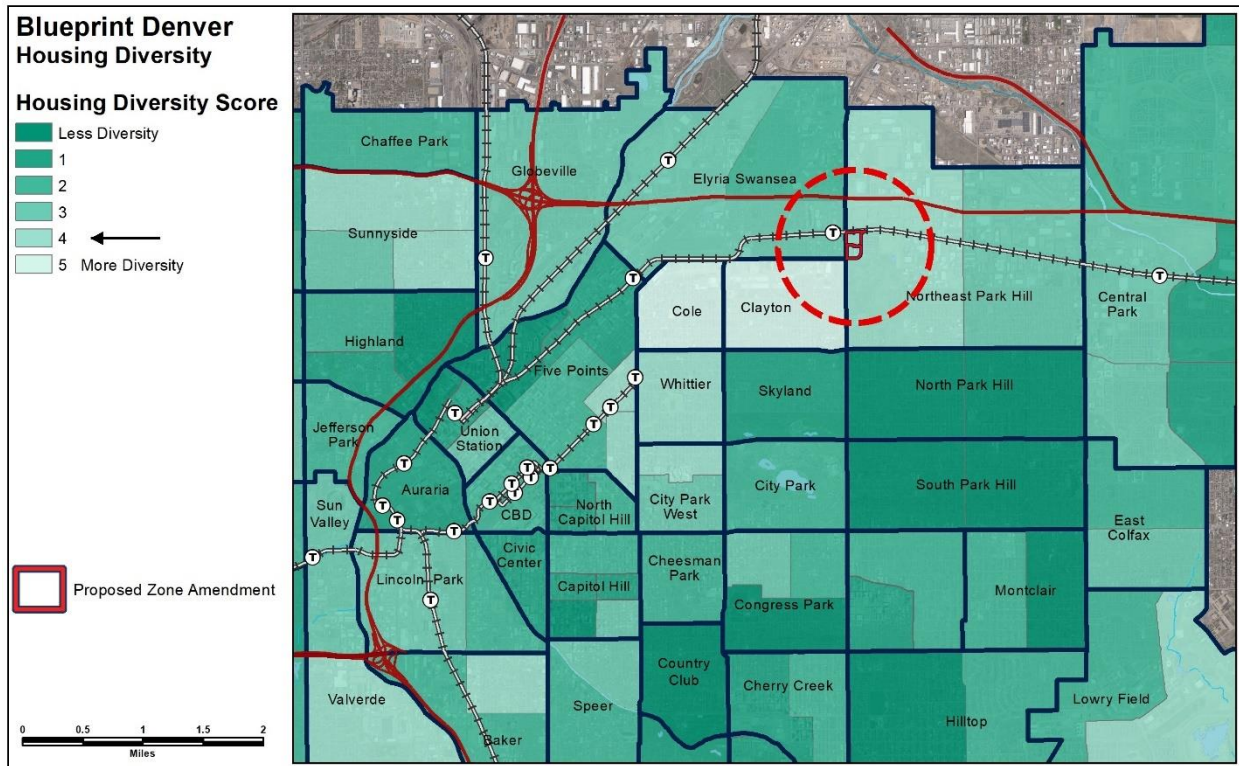 Blueprint Denver
Housing Diversity
Housing Diversity Score
Less Diversity
1
2
3
4
5 More Diversity
Proposed Zone Amendment
0 0.5 1 1.5 2
Miles
Chaffee Park
Globeville
Elyria Swansea
Sunnyside
T
T
T
T
T
Northeast Park Hill
Central
Park
Cole
Clayton
Highland
Five Points
Whittier
Skyland
North Park Hill
T
T
T
T
Jefferson
Park
Union
Station
T
Auraria
T
T
T
T
T
T
T
T
CBD
North
Capitol Hill
City Park
West
City Park
South Park Hill
Sun
Valley
T
T
East
Colfax
Civic
Center
Cheesman
Park
Lincoln Park
T
Capitol Hill
Congress Park
Montclair
Valverde
Country
Club
Cherry Creek
Speer
Hilltop
Lowry Field
Baker